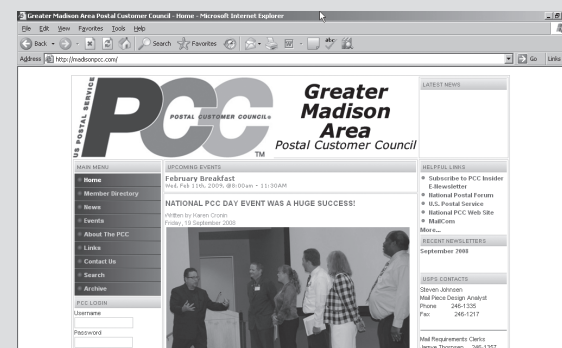 Greater Madison Area Postal Customer Council - Home - Microsoft Internet Explorer
File Edit View Favorites Tools Help
Back Search Favorites
Address http://madisonpcc.com/ Go Links
US POSTAL SERVICE
PCC
POSTAL CUSTOMER COUNCIL®
TM
Greater
Madison
Area
Postal Customer Council
LATEST NEWS
MAIN MENU
Home
Member Directory
News
Events
About The PCC
Links
Contact Us
Search
Archive
PCC LOGIN
Username
Password
UPCOMING EVENTS
February Breakfast
Wed, Feb 11th, 2009, @8:00am - 11:30AM
NATIONAL PCC DAY EVENT WAS A HUGE SUCCESS!
Written by Karen Cronin
Friday, 19 September 2008
HELPFUL LINKS
Subscribe to PCC Insider
E-Newsletter
National Postal Forum
U.S. Postal Service
National PCC Web Site
MailCom
More...
RECENT NEWSLETTERS
September 2008
USPS CONTACTS
Steven Johnsen
Mail Piece Design Analyst
Phone 246-1335
Fax 246-1217
Mail Requirements Clerks
Thompson 246-1257